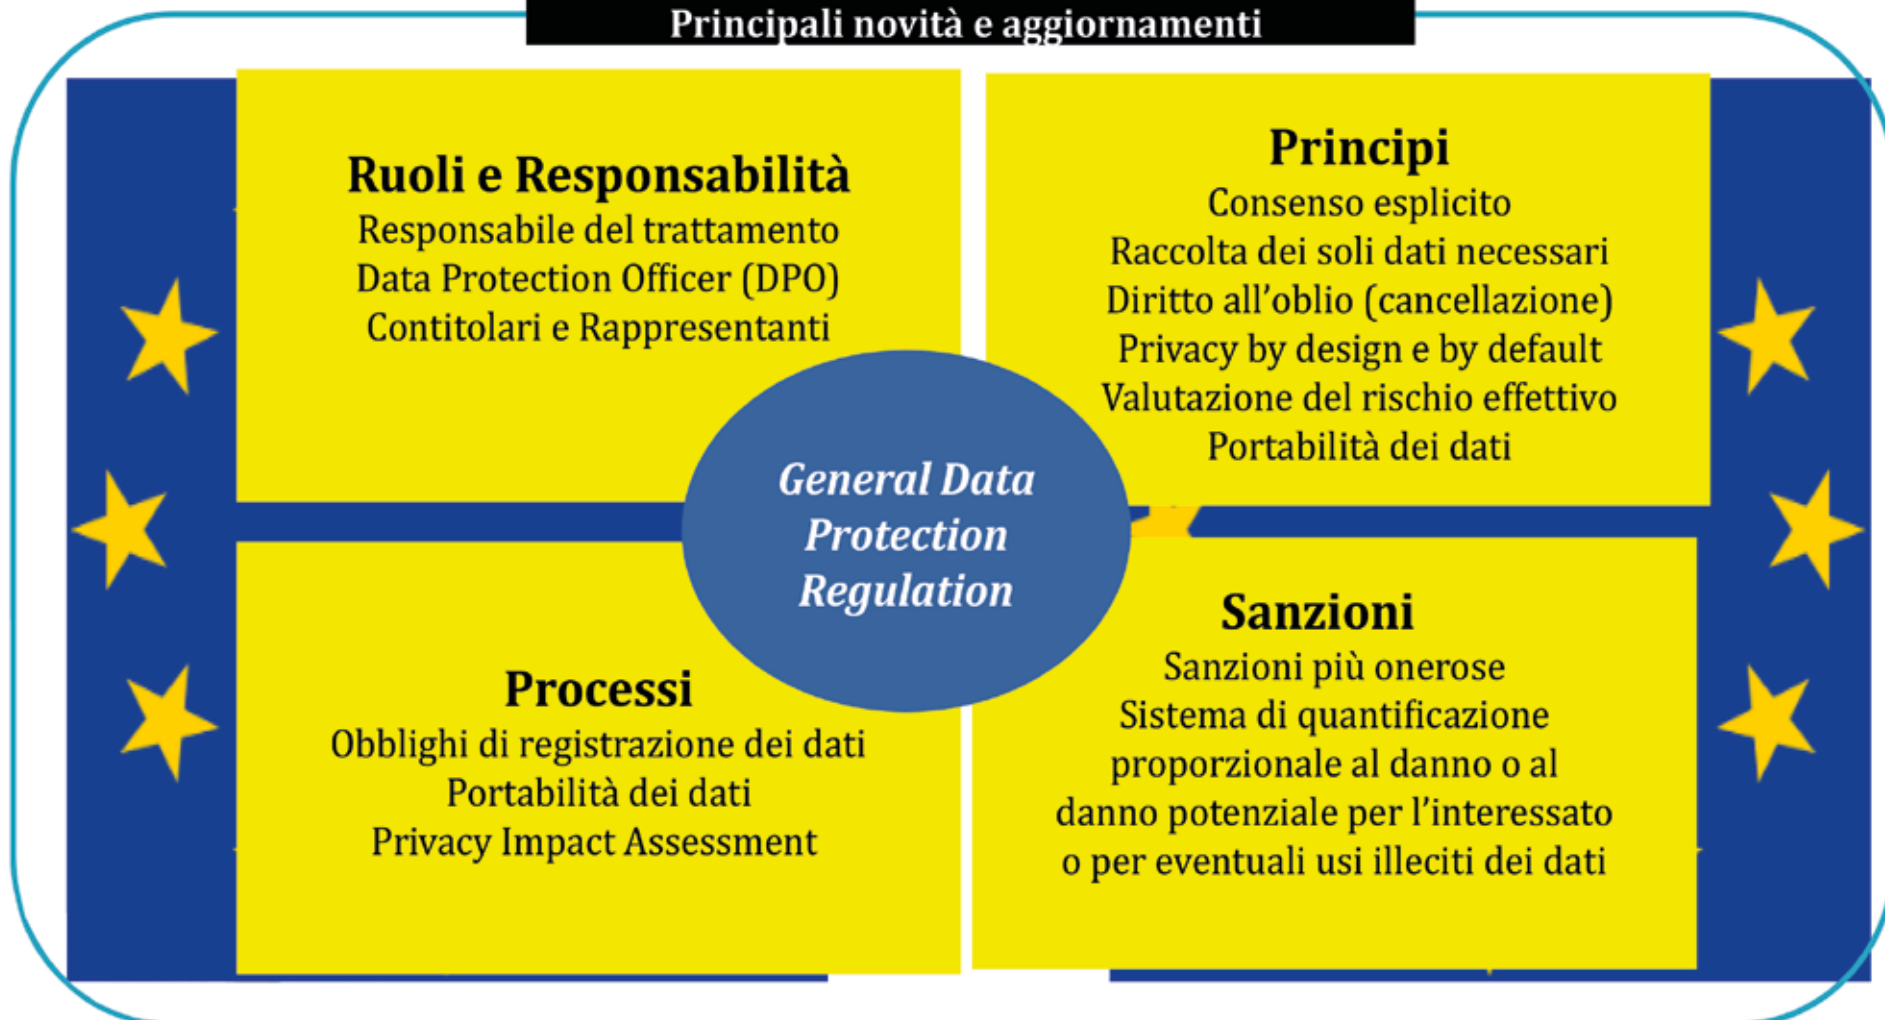 Principali novità e aggiornamenti
Ruoli e Responsabilità
Responsabile del trattamento
Data Protection Officer (DPO)
Contitolari e Rappresentanti
Principi
Consenso esplicito
Raccolta dei soli dati necessari
Diritto all’oblio (cancellazione)
Privacy by design e by default
Valutazione del rischio effettivo
Portabilità dei dati
General Data
Protection
Regulation
Processi
Obblighi di registrazione dei dati
Portabilità dei dati
Privacy Impact Assessment
Sanzioni
Sanzioni più onerose
Sistema di quantificazione
proporzionale al danno o al
danno potenziale per l’interessato
o per eventuali usi illeciti dei dati